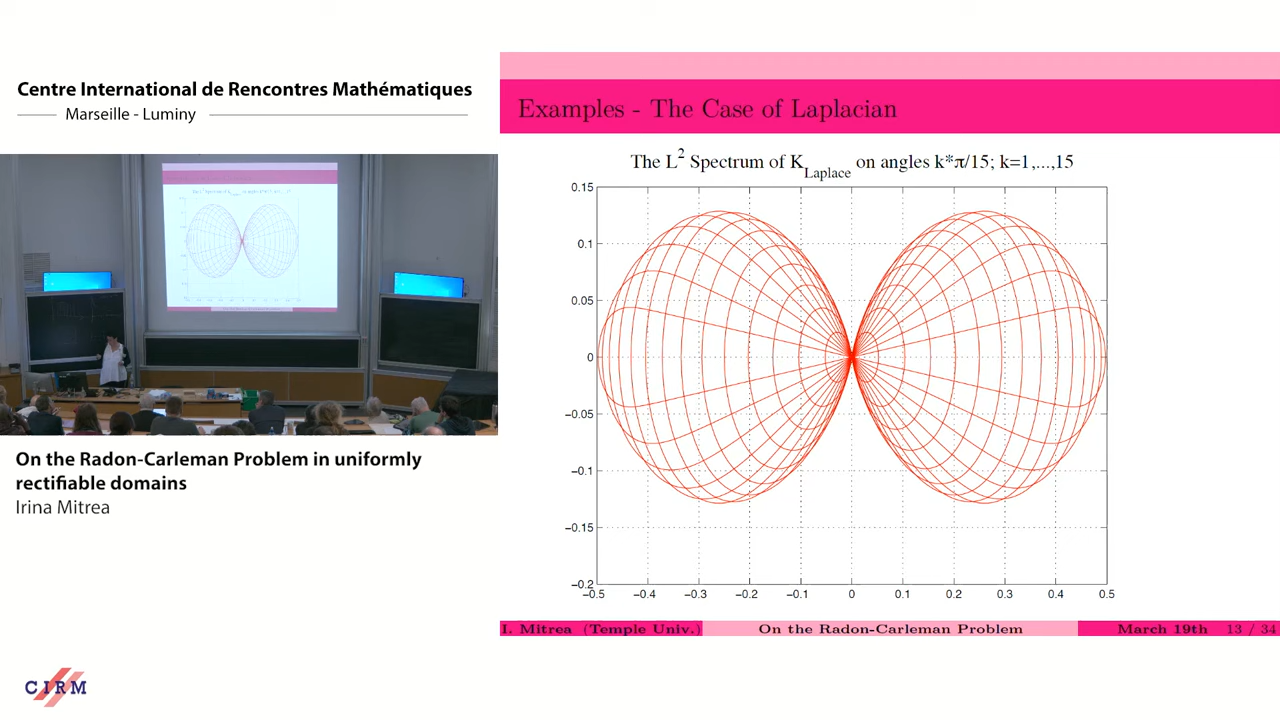 Centre International de Rencontres Mathématiques
Marseille - Luminy
On the Radon-Carleman Problem in uniformly
rectifiable domains
Irina Mitrea
CIRM
Examples - The Case of Laplacian
The L² Spectrum of K_Laplace on angles k*π/15; k=1,...,15
0.15
0.1
0.05
0
−0.05
−0.1
−0.15
−0.2
−0.5 −0.4 −0.3 −0.2 −0.1 0 0.1 0.2 0.3 0.4 0.5
I. Mitrea (Temple Univ.) On the Radon-Carleman Problem March 19th 13 / 34